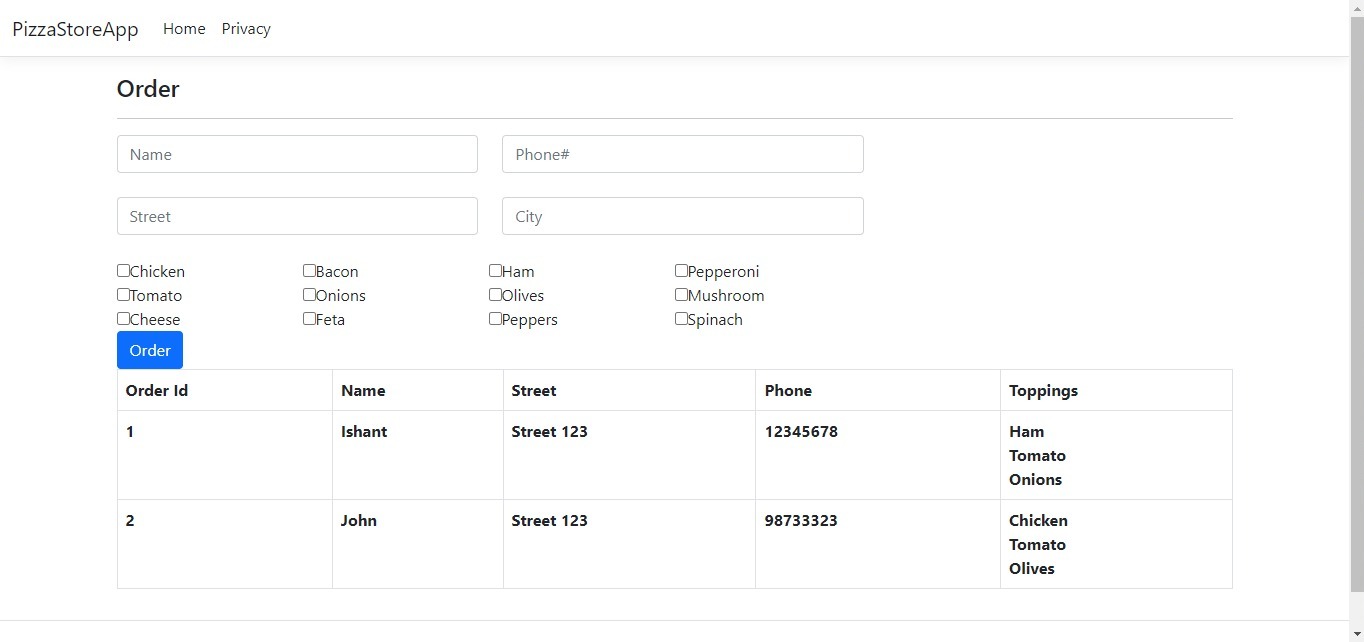 PizzaStoreApp Home Privacy
Order
Name Phone#
Street City
Chicken Bacon Ham Pepperoni
Tomato Onions Olives Mushroom
Cheese Feta Peppers Spinach
Order
Order Id Name Street Phone Toppings
1 Ishant Street 123 12345678 Ham
Tomato
Onions
2 John Street 123 98733323 Chicken
Tomato
Olives